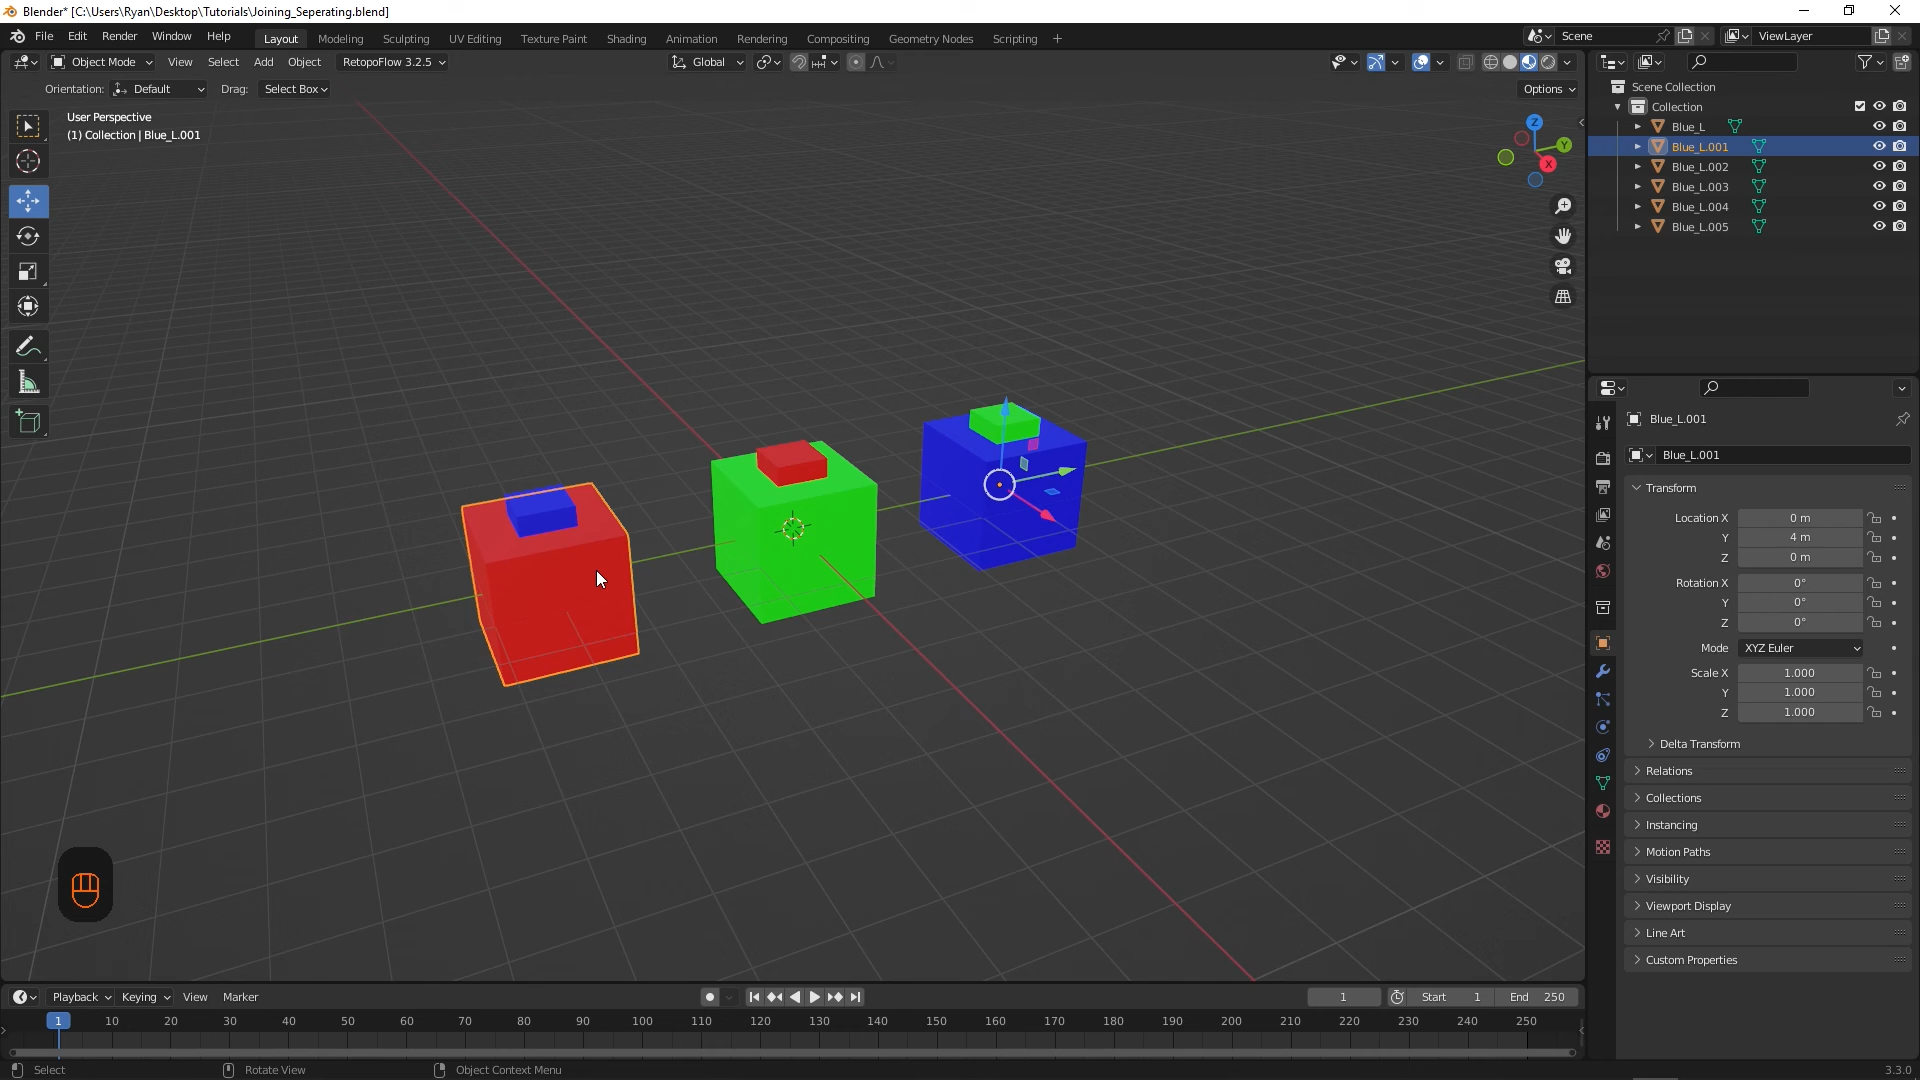 Blender* [C:\Users\Ryan\Desktop\Tutorials\Joining_Seperating.blend]
File Edit Render Window Help Layout Modeling Sculpting UV Editing Texture Paint Shading Animation Rendering Compositing Geometry Nodes Scripting + Scene ViewLayer
Object Mode View Select Add Object RetopoFlow 3.2.5 Global
Orientation: Default Drag: Select Box Options
User Perspective
(1) Collection | Blue_L.001
Z
Y
X
Scene Collection
Collection
Blue_L
Blue_L.001
Blue_L.002
Blue_L.003
Blue_L.004
Blue_L.005
Blue_L.001
Blue_L.001
Transform
Location X 0 m
Y 4 m
Z 0 m
Rotation X 0°
Y 0°
Z 0°
Mode XYZ Euler
Scale X 1.000
Y 1.000
Z 1.000
Delta Transform
Relations
Collections
Instancing
Motion Paths
Visibility
Viewport Display
Line Art
Custom Properties
Playback Keying View Marker 1 Start 1 End 250
1 10 20 30 40 50 60 70 80 90 100 110 120 130 140 150 160 170 180 190 200 210 220 230 240 250
Select Rotate View Object Context Menu 3.3.0